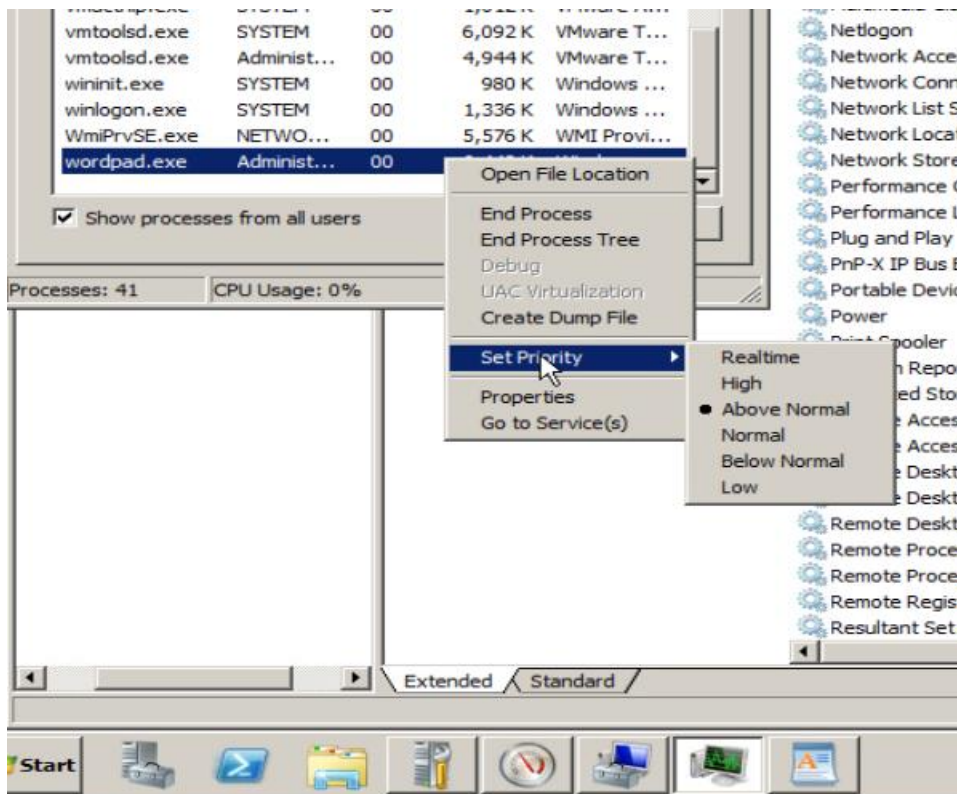 vmtoolsd.exe SYSTEM 00 6,092 K VMware T...
vmtoolsd.exe Administ... 00 4,944 K VMware T...
wininit.exe SYSTEM 00 980 K Windows ...
winlogon.exe SYSTEM 00 1,336 K Windows ...
WmiPrvSE.exe NETWO... 00 5,576 K WMI Provi...
wordpad.exe Administ... 00
Show processes from all users
Processes: 41 CPU Usage: 0%
Open File Location
End Process
End Process Tree
Debug
UAC Virtualization
Create Dump File
Set Priority
Properties
Go to Service(s)
Realtime
High
Above Normal
Normal
Below Normal
Low
Netlogon
Network Acce
Network Conn
Network List S
Network Locat
Network Store
Performance
Performance L
Plug and Play
PnP-X IP Bus E
Portable Devic
Power
Print Spooler
Repo
ed Sto
Acces
Acces
Deskt
Deskt
Remote Deskt
Remote Proce
Remote Proce
Remote Regis
Resultant Set
Extended Standard
Start